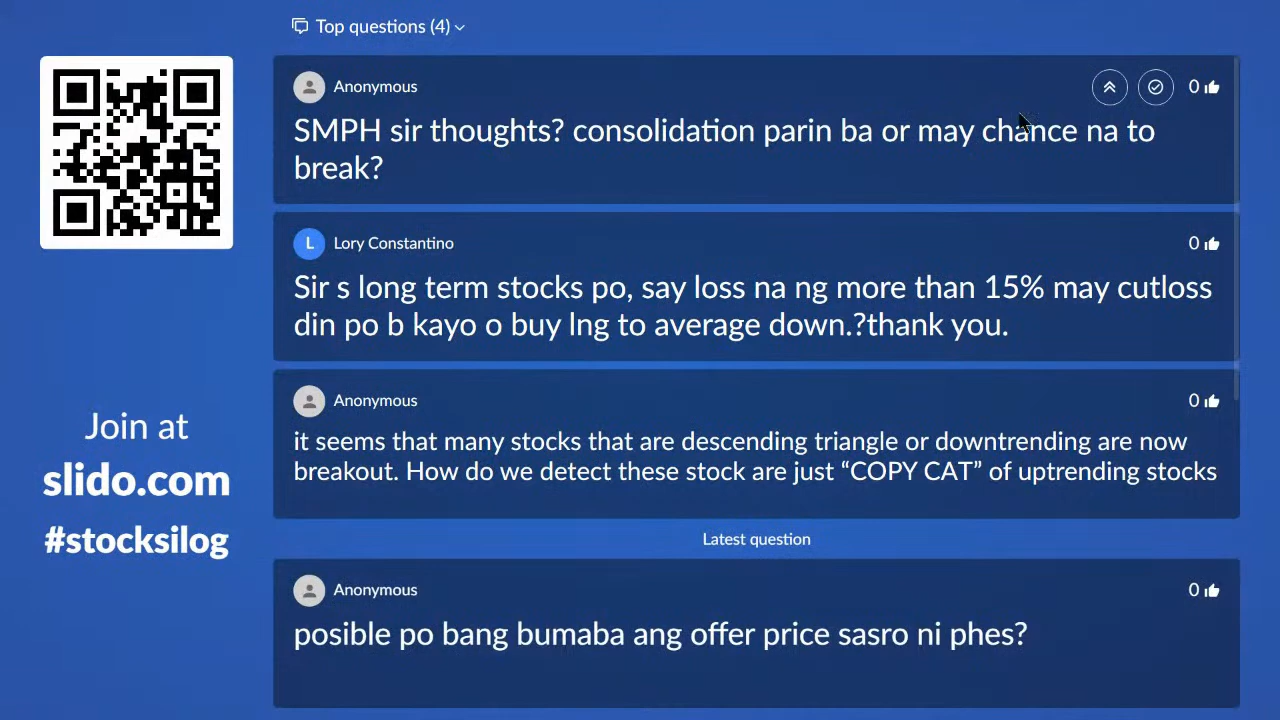 Top questions (4)
Anonymous
0
SMPH sir thoughts? consolidation parin ba or may chance na to
break?
L
Lory Constantino
0
Sir s long term stocks po, say loss na ng more than 15% may cutloss
din po b kayo o buy lng to average down.?thank you.
Anonymous
0
it seems that many stocks that are descending triangle or downtrending are now
breakout. How do we detect these stock are just “COPY CAT” of uptrending stocks
Latest question
Anonymous
0
posible po bang bumaba ang offer price sasro ni phes?
Join at
slido.com
#stocksilog